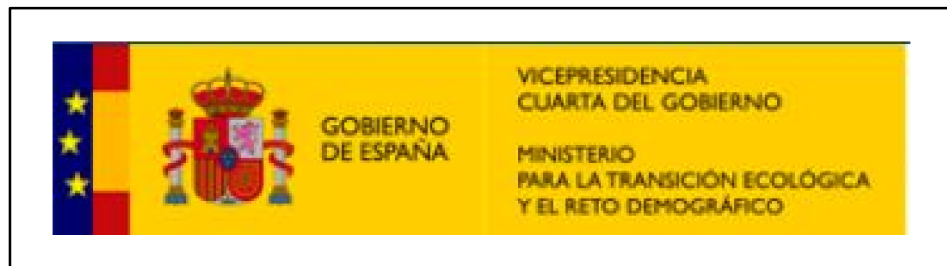 GOBIERNO
DE ESPAÑA
VICEPRESIDENCIA
CUARTA DEL GOBIERNO
MINISTERIO
PARA LA TRANSICIÓN ECOLÓGICA
Y EL RETO DEMOGRÁFICO